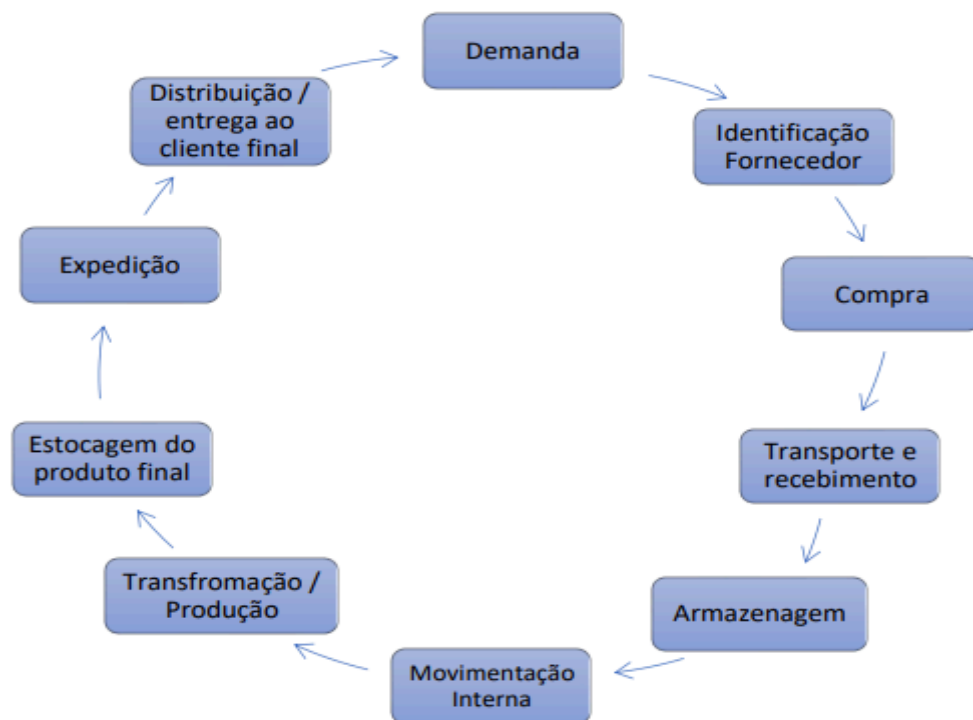 Demanda
Identificação
Fornecedor
Compra
Transporte e
recebimento
Armazenagem
Movimentação
Interna
Transfromação /
Produção
Estocagem do
produto final
Expedição
Distribuição /
entrega ao
cliente final